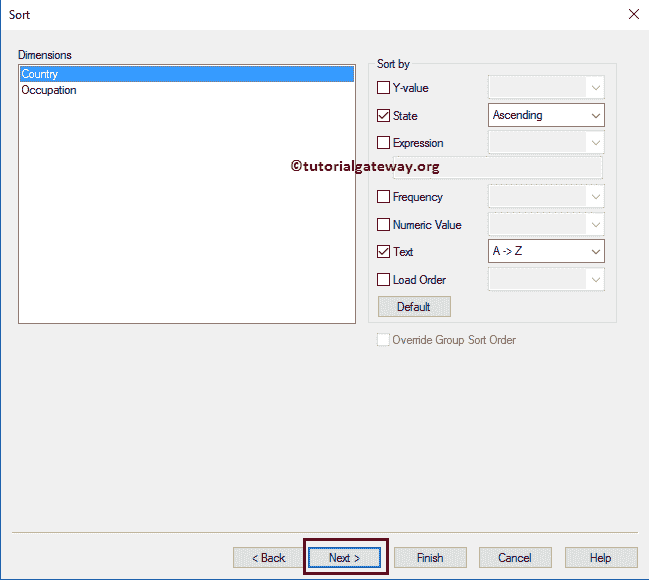 Sort
Dimensions
Country
Occupation
Sort by
Y-value
State Ascending
Expression
©tutorialgateway.org
Frequency
Numeric Value
Text A -> Z
Load Order
Default
Override Group Sort Order
< Back Next > Finish Cancel Help